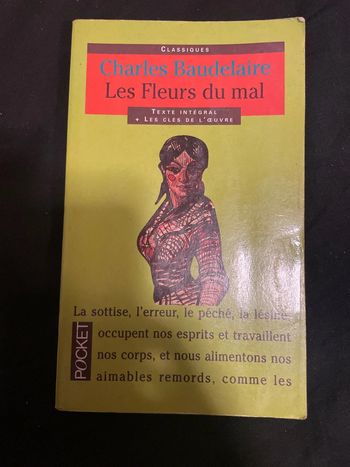 Classiques
Charles Baudelaire
Les Fleurs du mal
Texte intégral
+ Les clés de l'œuvre
La sottise, l'erreur, le péché, la lésine,
occupent nos esprits et travaillent
nos corps, et nous alimentons nos
aimables remords, comme les
POCKET